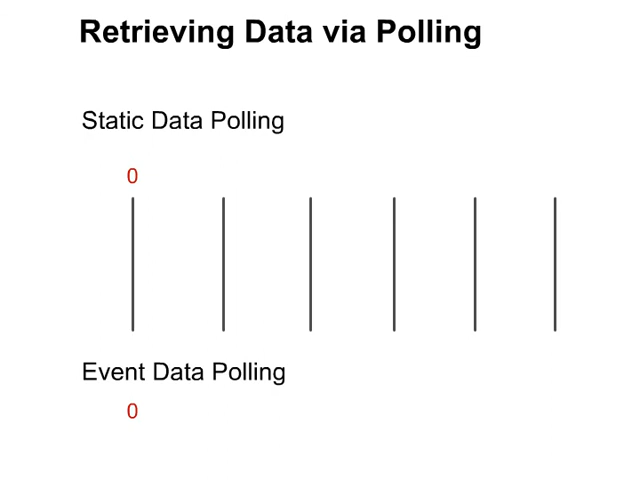 Retrieving Data via Polling
Static Data Polling
0
Event Data Polling
0